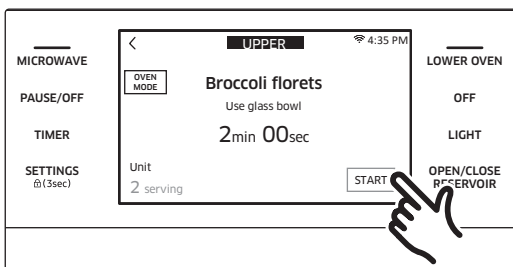 MICROWAVE
PAUSE/OFF
TIMER
SETTINGS
(3sec)
UPPER
4:35 PM
OVEN
MODE
Broccoli florets
Use glass bowl
2min 00sec
Unit
2 serving
START
LOWER OVEN
OFF
LIGHT
OPEN/CLOSE
RESERVOIR